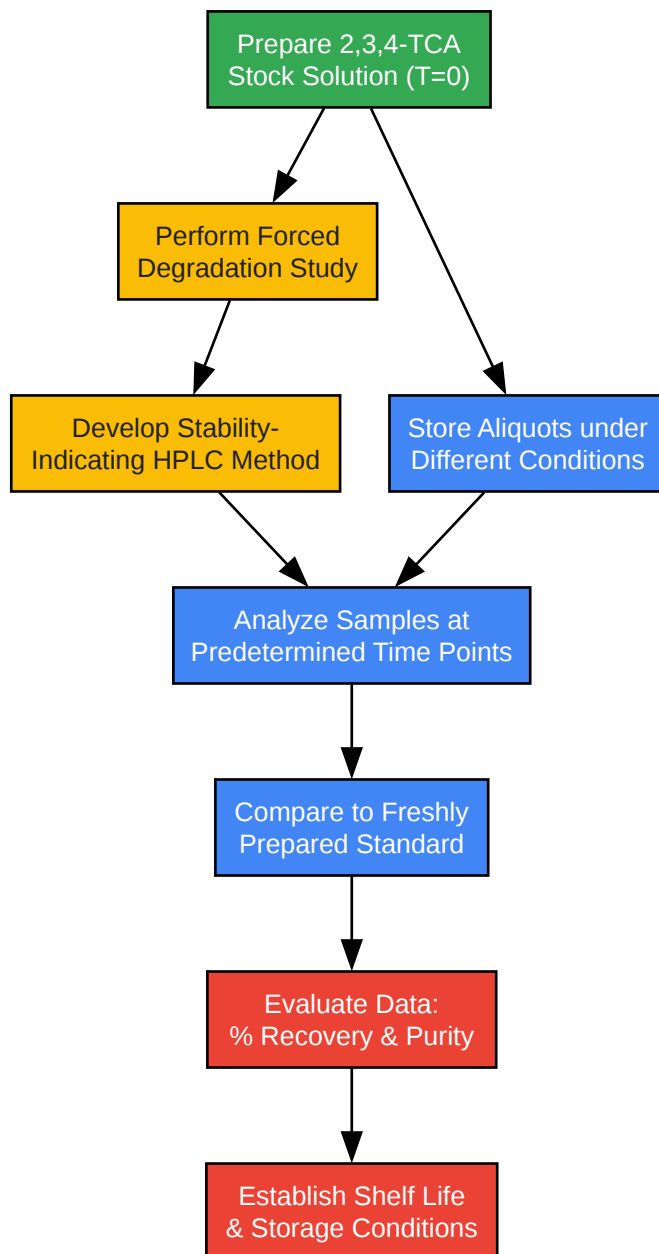 Prepare 2,3,4-TCA
Stock Solution (T=0)
Perform Forced
Degradation Study
Develop Stability-
Indicating HPLC Method
Store Aliquots under
Different Conditions
Analyze Samples at
Predetermined Time Points
Compare to Freshly
Prepared Standard
Evaluate Data:
% Recovery & Purity
Establish Shelf Life
& Storage Conditions